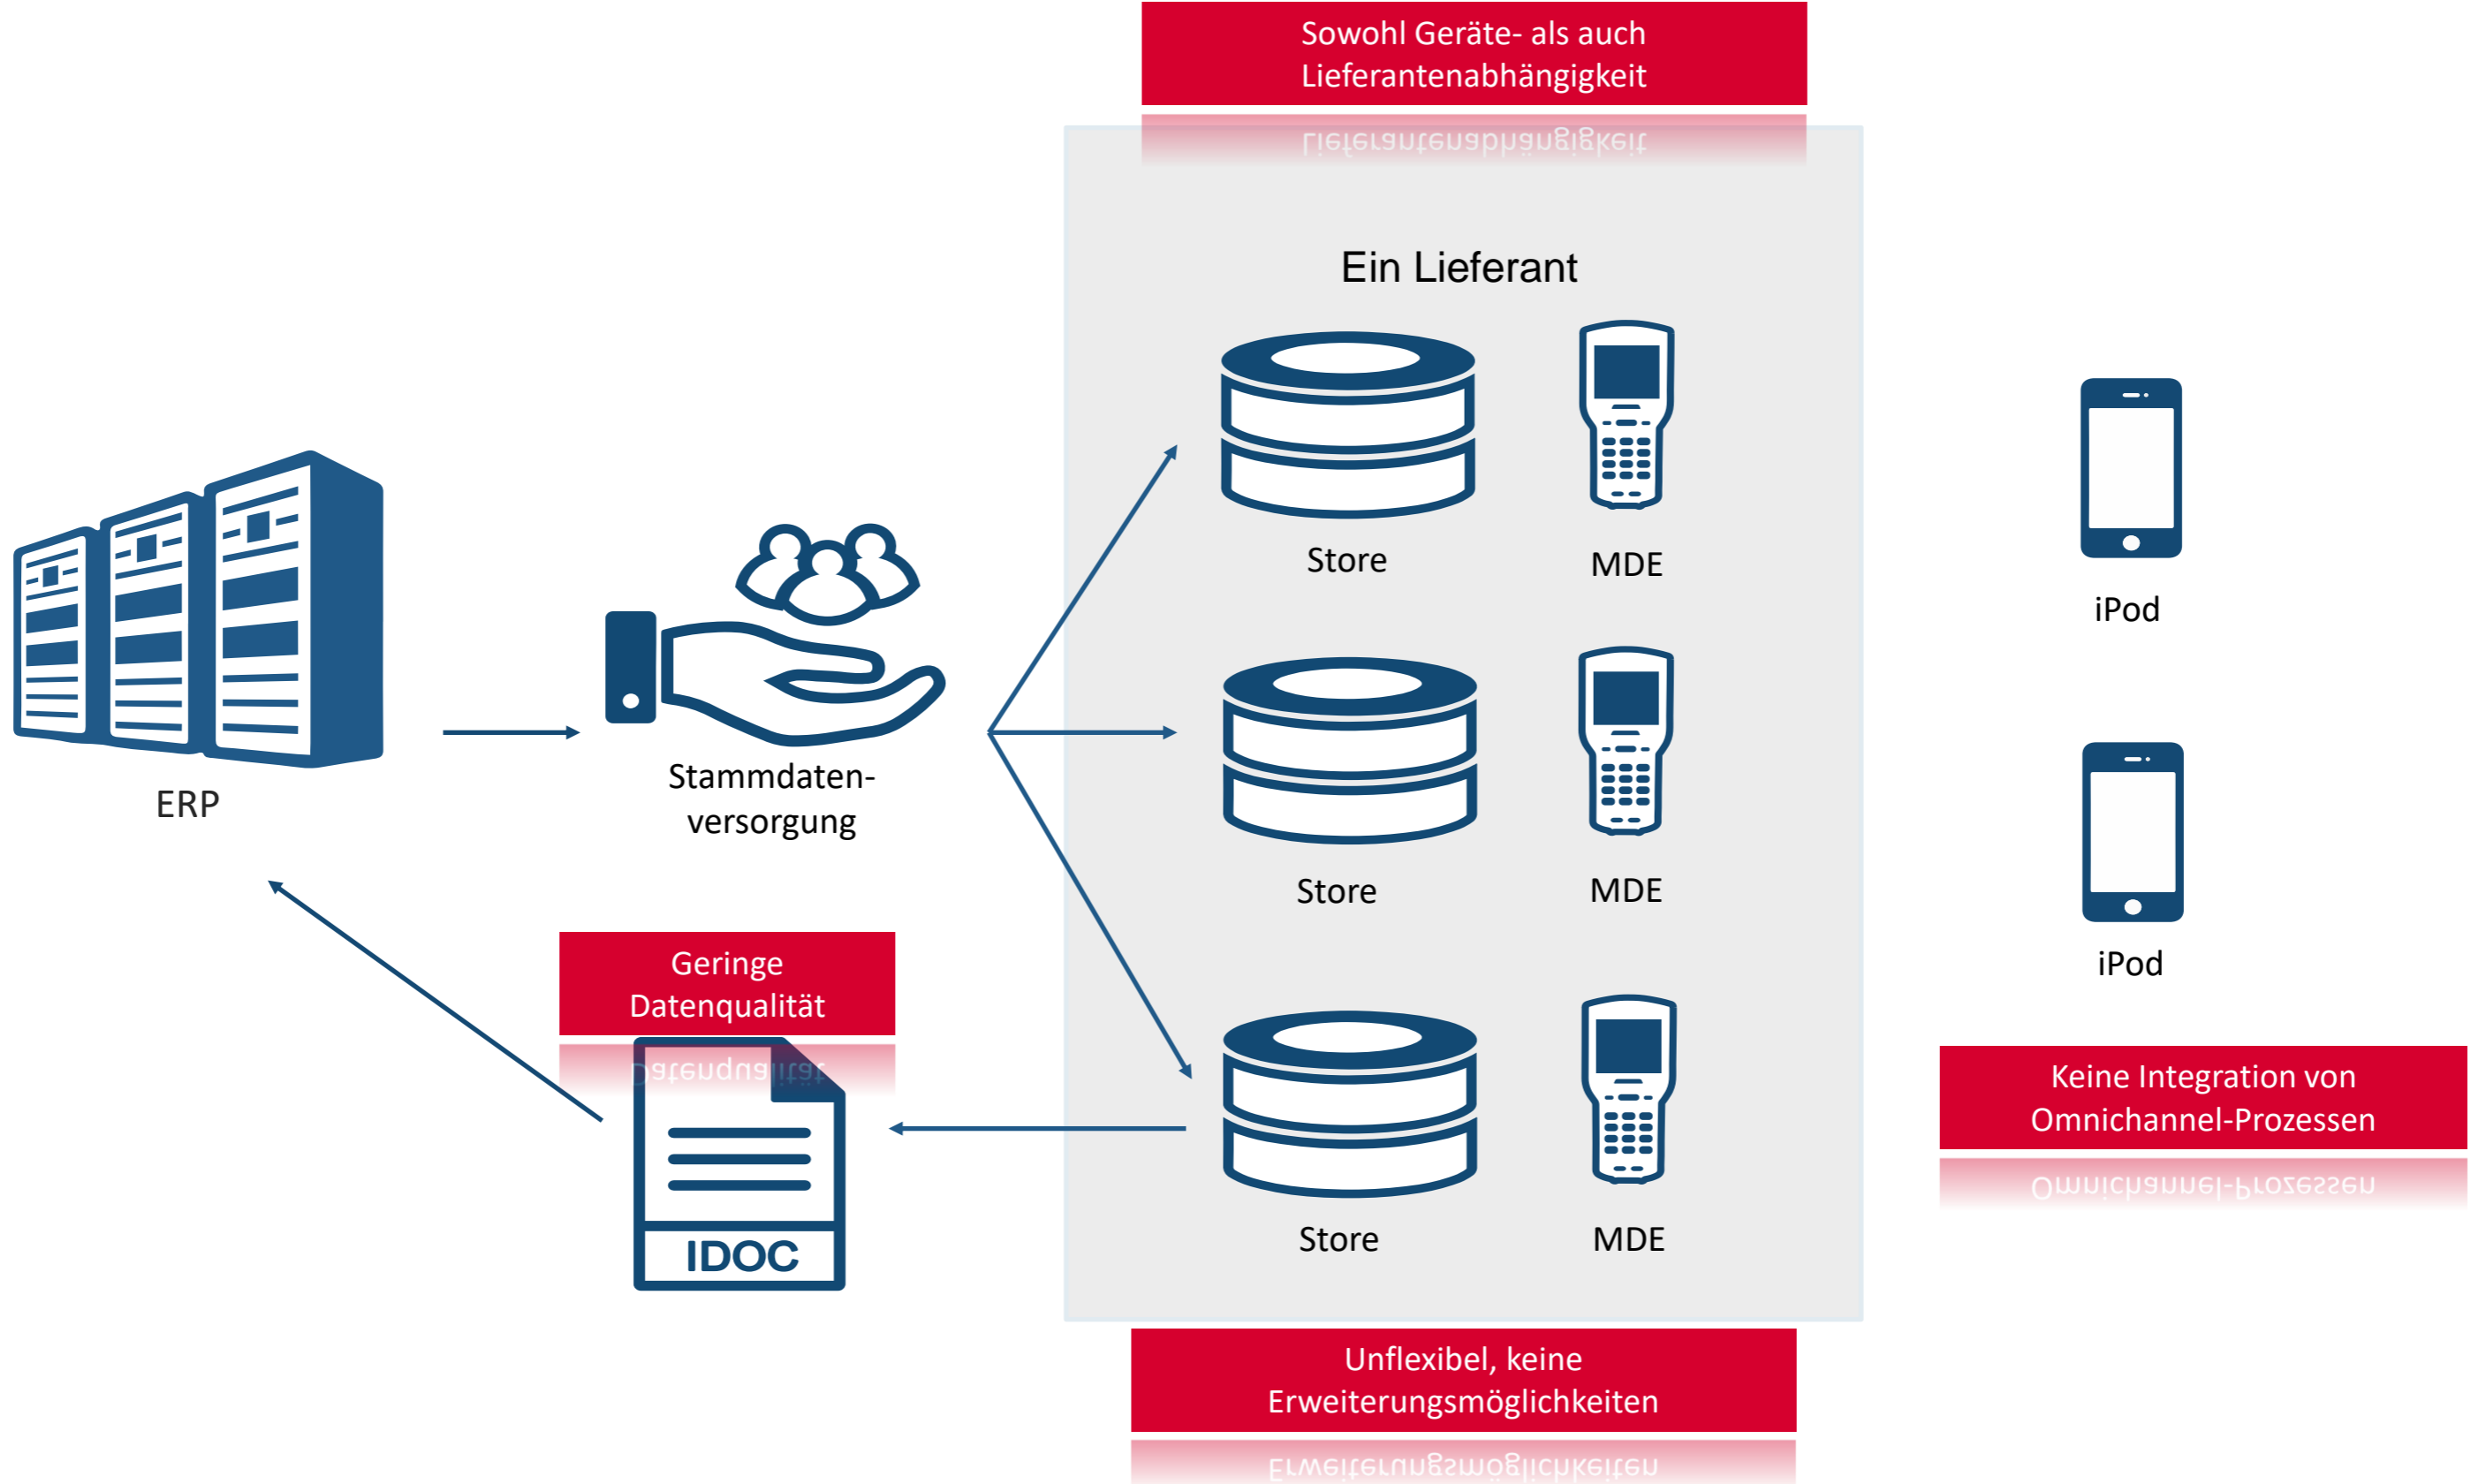 Sowohl Geräte- als auch
Lieferantenabhängigkeit
Ein Lieferant
Store
MDE
iPod
Store
MDE
iPod
Store
MDE
ERP
Stammdaten-
versorgung
Geringe
Datenqualität
IDOC
Keine Integration von
Omnichannel-Prozessen
Unflexibel, keine
Erweiterungsmöglichkeiten